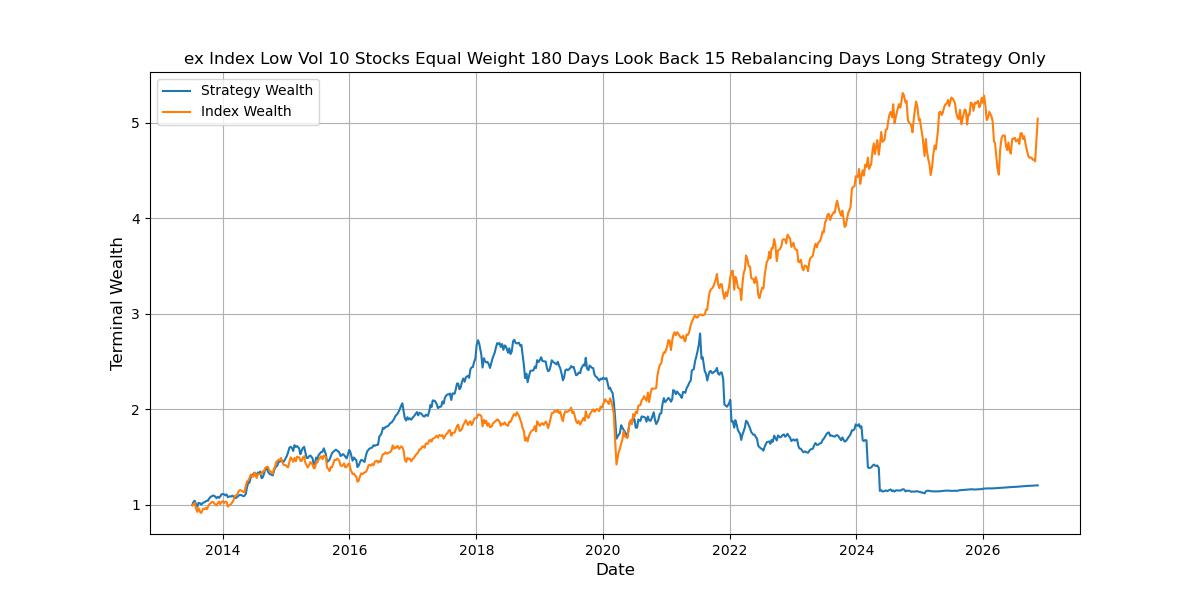 ex Index Low Vol 10 Stocks Equal Weight 180 Days Look Back 15 Rebalancing Days Long Strategy Only
Strategy Wealth
Index Wealth
5
4
3
2
1
Terminal Wealth
2014 2016 2018 2020 2022 2024 2026
Date